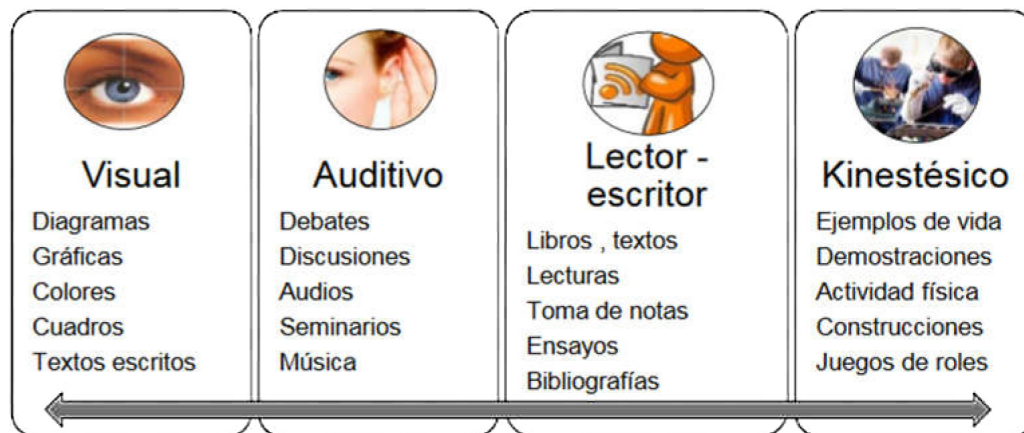 Visual
Diagramas
Gráficas
Colores
Cuadros
Textos escritos
Auditivo
Debates
Discusiones
Audios
Seminarios
Música
Lector -
escritor
Libros , textos
Lecturas
Toma de notas
Ensayos
Bibliografías
Kinestésico
Ejemplos de vida
Demostraciones
Actividad física
Construcciones
Juegos de roles